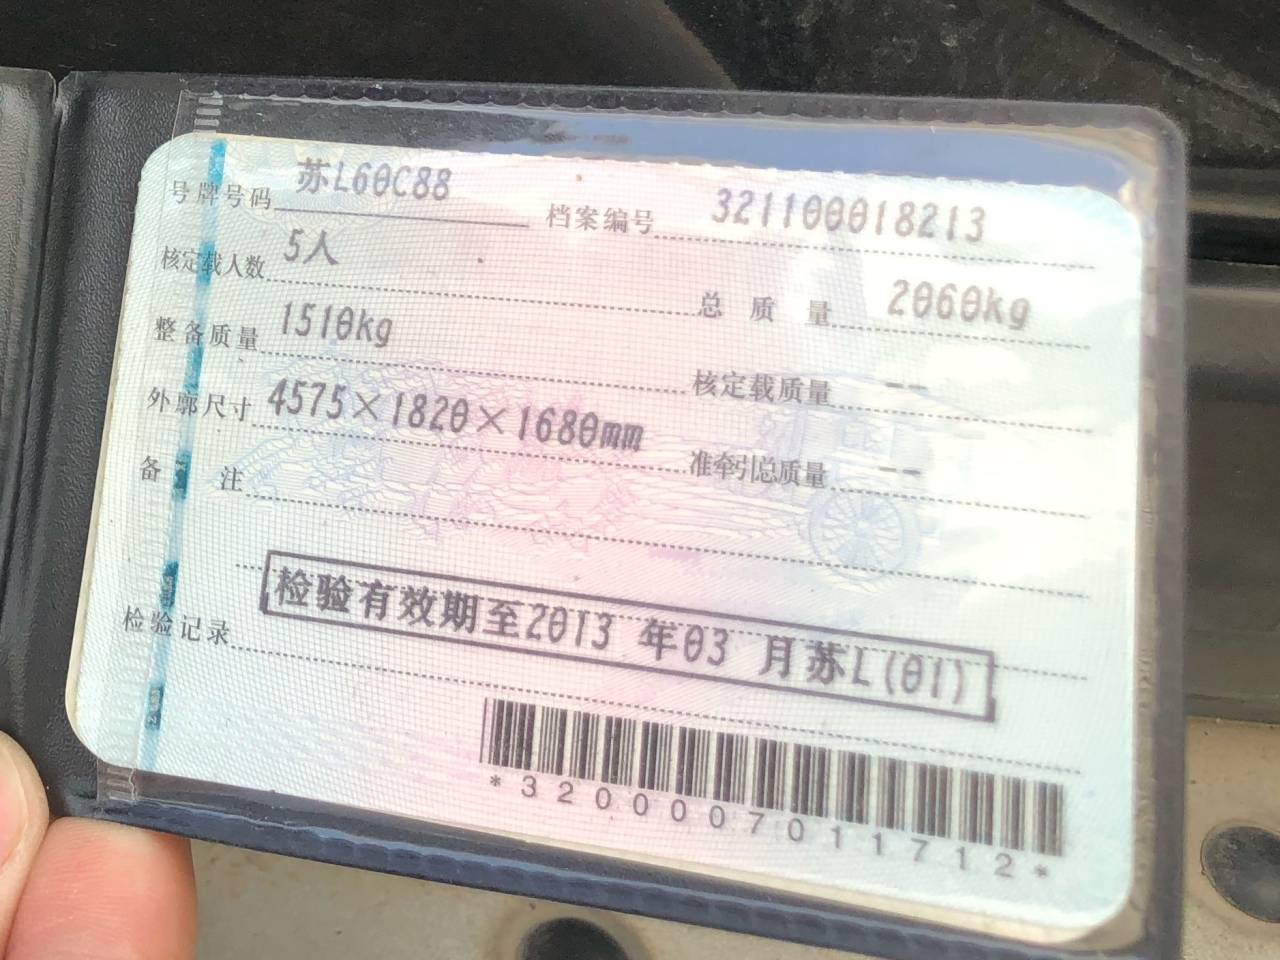 号牌号码 苏L60C88 档案编号 321100018213
核定载人数 5人 总质量 2060kg
整备质量 1510kg 核定载质量 --
外廓尺寸 4575×1820×1680mm 准牵引总质量 --
备注
检验记录 检验有效期至2013年03月苏L(01)
*3200007011712*